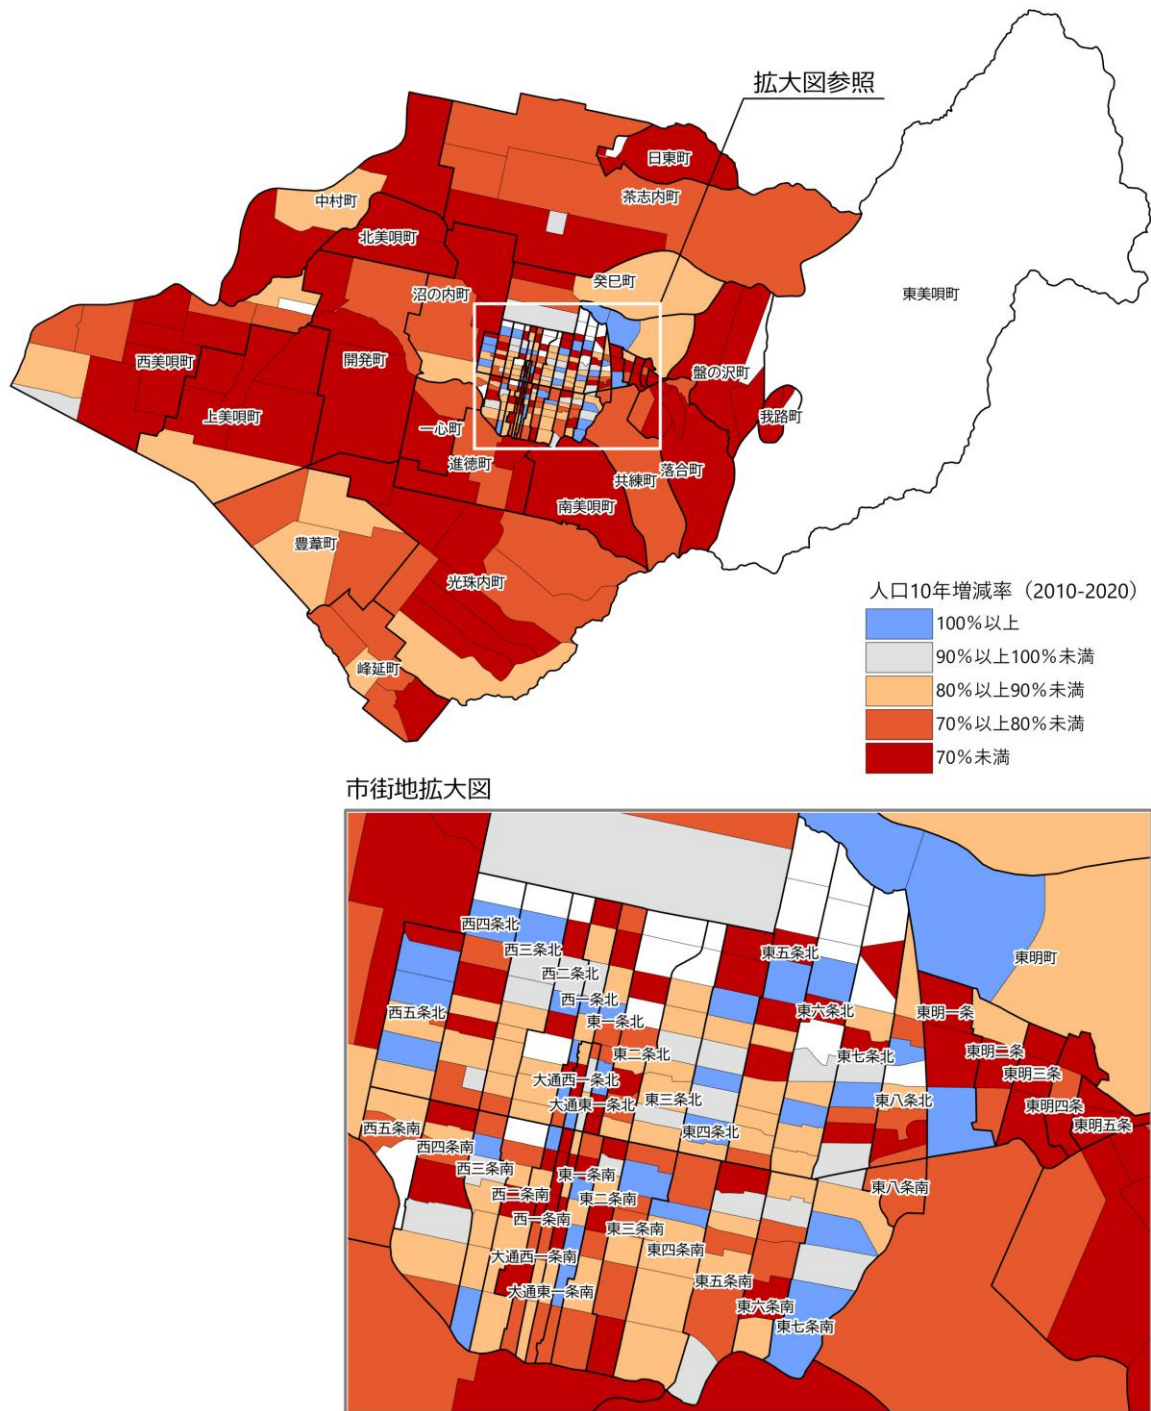 拡大図参照
日東町
茶志内町
中村町
北美唄町
癸巳町
沼の内町
東美唄町
西美唄町
開発町
盤の沢町
上美唄町
一心町
我路町
進徳町
共練町
落合町
南美唄町
豊葦町
光珠内町
峰延町
人口10年増減率（2010-2020）
100％以上
90％以上100％未満
80％以上90％未満
70％以上80％未満
70％未満
市街地拡大図
西四条北
西三条北
東五条北
東明町
西二条北
西一条北
西五条北
東一条北
東六条北
東明一条
東二条北
東七条北
東明二条
東明三条
大通西一条北
大通東一条北
東三条北
東八条北
東明四条
東明五条
西五条南
東四条北
西四条南
西三条南
東一条南
東八条南
西二条南
東二条南
西一条南
東三条南
大通西一条南
東四条南
大通東一条南
東五条南
東六条南
東七条南